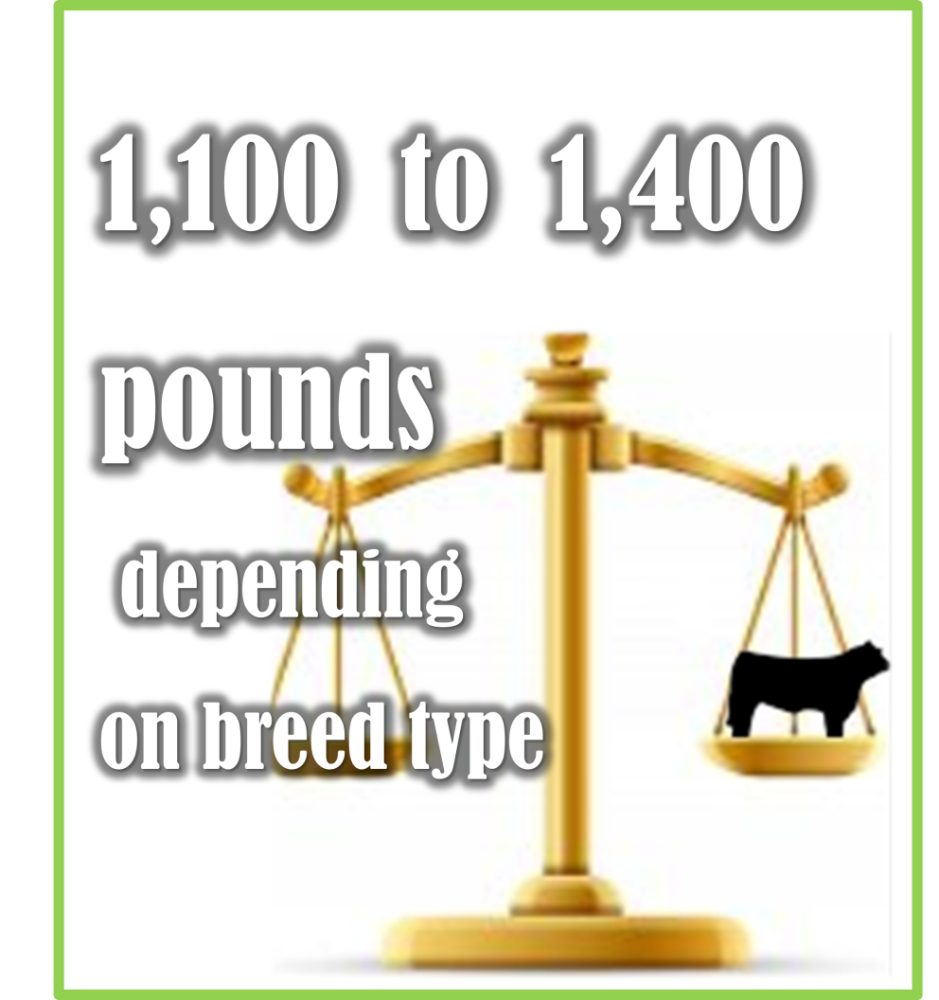 1,100 to 1,400
pounds
depending
on breed type